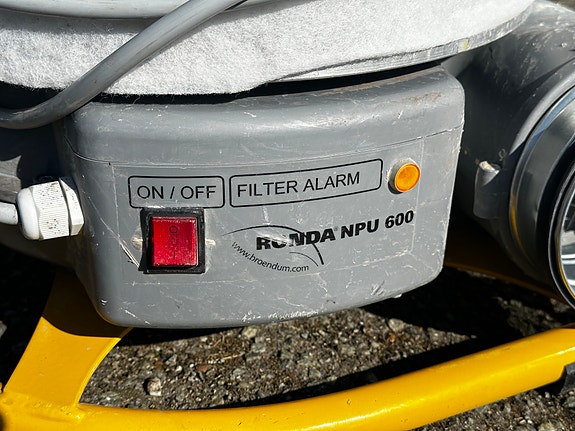 ON / OFF
FILTER ALARM
RONDA NPU 600
www.broendum.com